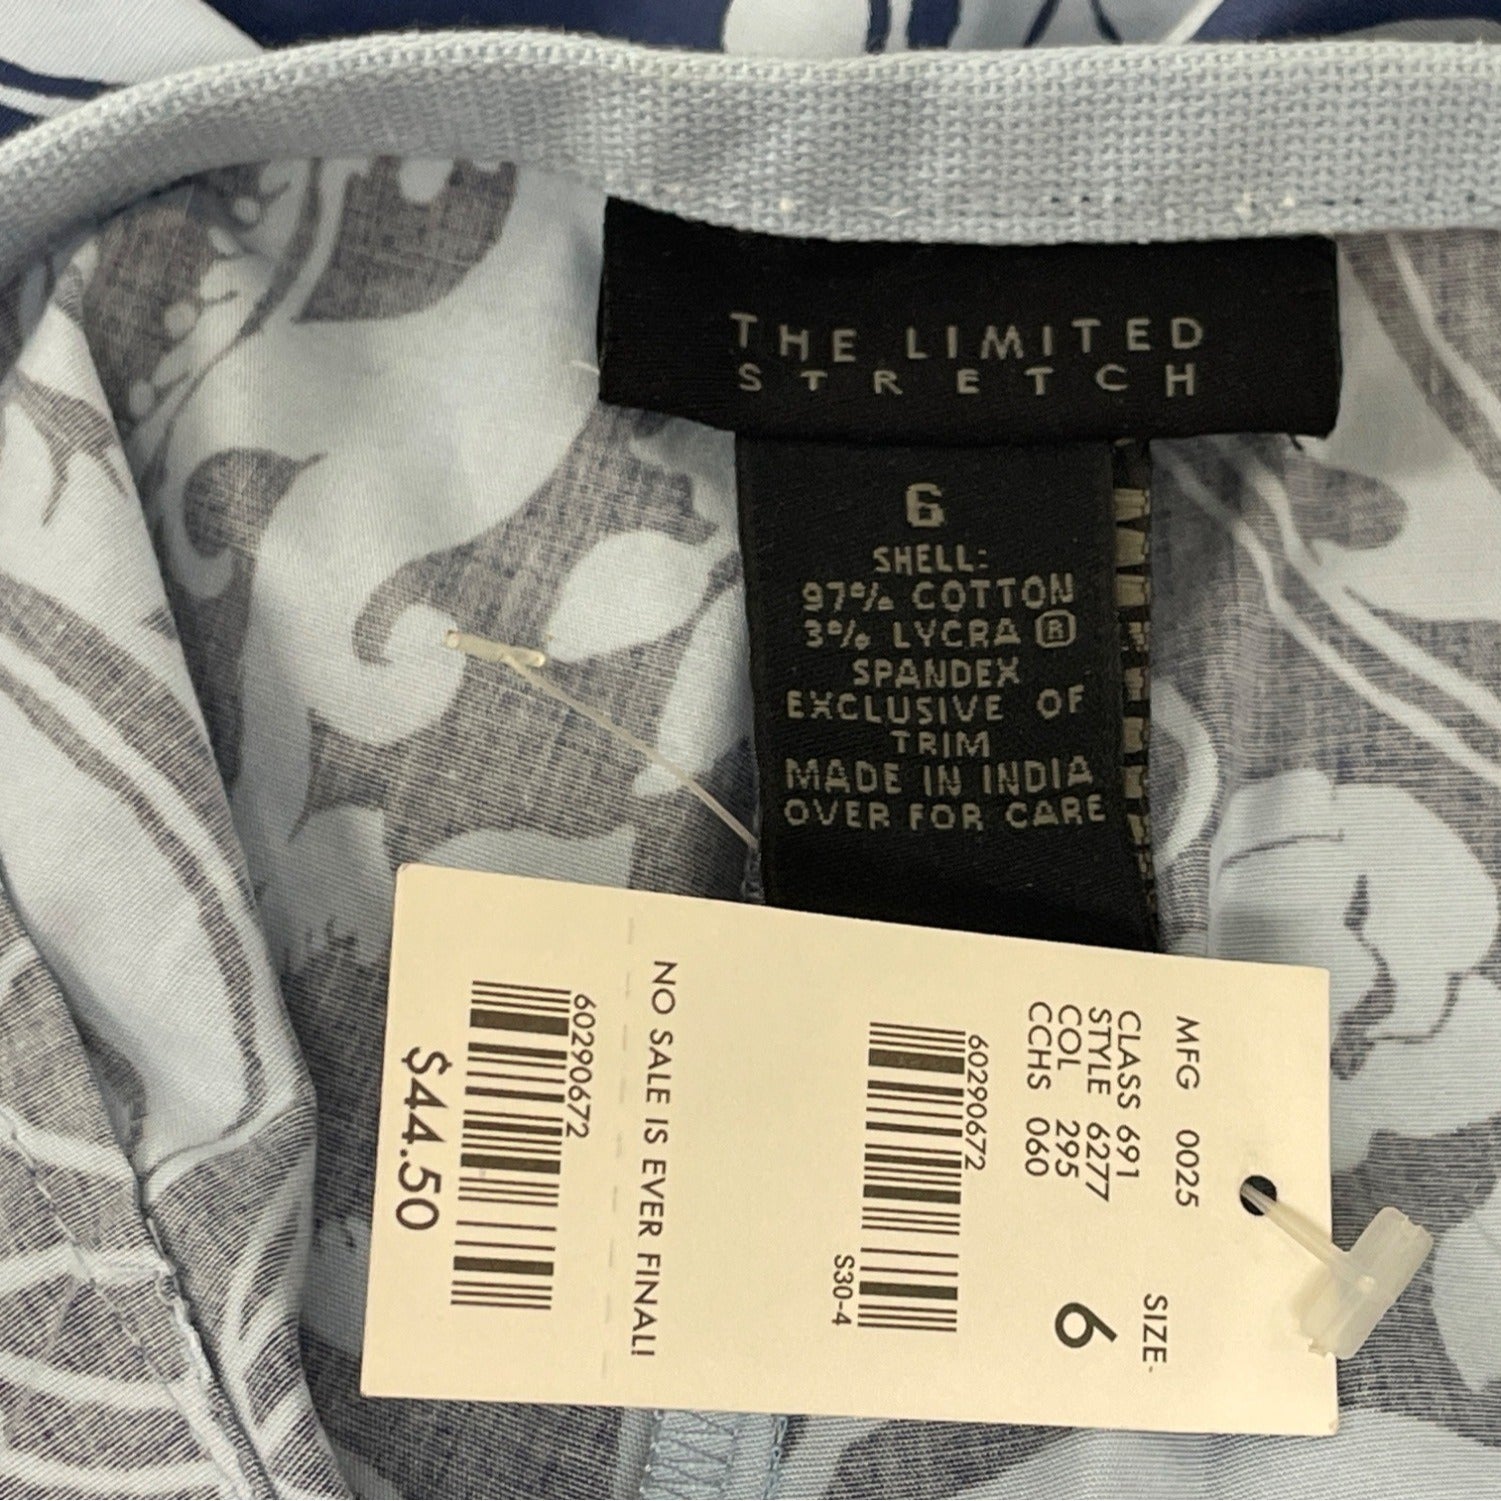 THE LIMITED
STRETCH
6
SHELL:
97% COTTON
3% LYCRA ®
SPANDEX
EXCLUSIVE OF
TRIM
MADE IN INDIA
OVER FOR CARE
MFG 0025
CLASS 691
STYLE 6277
COL 295
CCHS 060
SIZE
6
60290672
S30-4
NO SALE IS EVER FINAL!
60290672
$44.50